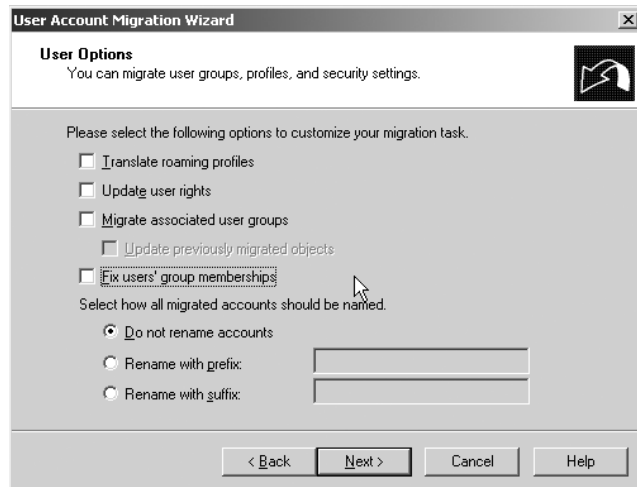 User Account Migration Wizard
User Options
You can migrate user groups, profiles, and security settings.
Please select the following options to customize your migration task.
Translate roaming profiles
Update user rights
Migrate associated user groups
Update previously migrated objects
Fix users' group memberships
Select how all migrated accounts should be named.
Do not rename accounts
Rename with prefix:
Rename with suffix:
< Back Next > Cancel Help